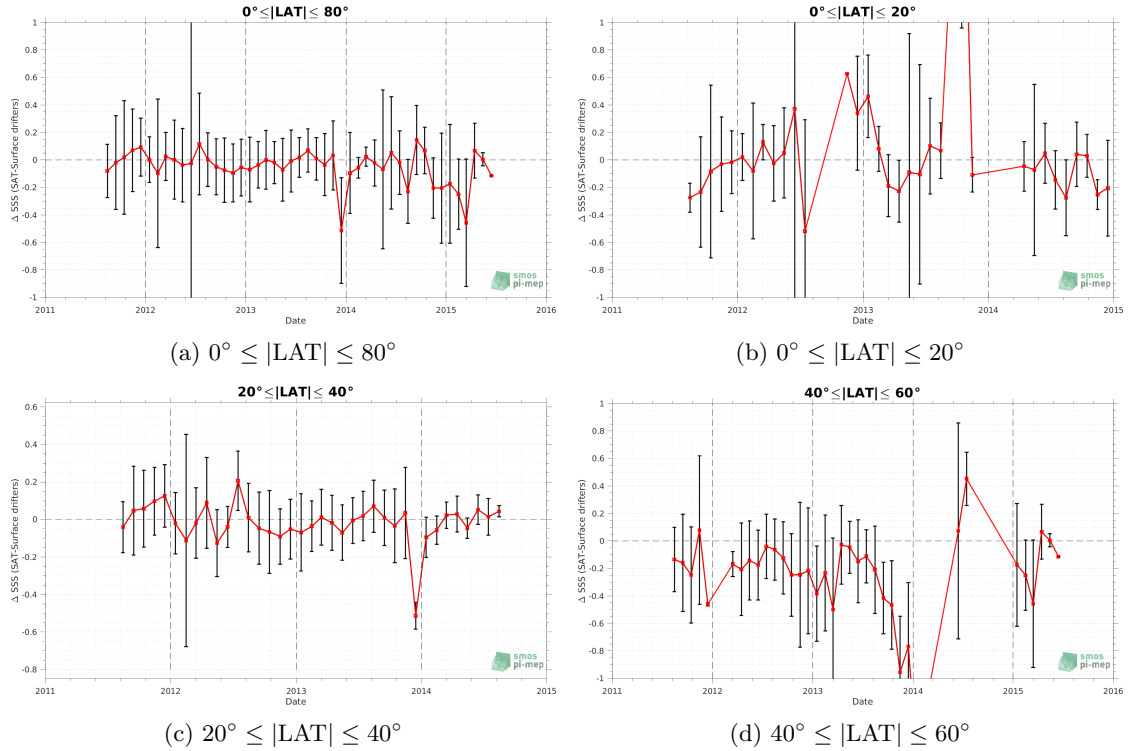 0°≤|LAT|≤ 80°
1
0.8
0.6
0.4
0.2
0
-0.2
-0.4
-0.6
-0.8
-1
Δ SSS (SAT-Surface drifters)
2011
2012
2013
2014
2015
2016
Date
smos
pi-mep
(a) 0° ≤ |LAT| ≤ 80°
0°≤|LAT|≤ 20°
1
0.8
0.6
0.4
0.2
0
-0.2
-0.4
-0.6
-0.8
-1
Δ SSS (SAT-Surface drifters)
2011
2012
2013
2014
2015
Date
smos
pi-mep
(b) 0° ≤ |LAT| ≤ 20°
20°≤|LAT|≤ 40°
0.6
0.4
0.2
0
-0.2
-0.4
-0.6
-0.8
Δ SSS (SAT-Surface drifters)
2011
2012
2013
2014
2015
Date
smos
pi-mep
(c) 20° ≤ |LAT| ≤ 40°
40°≤|LAT|≤ 60°
1
0.8
0.6
0.4
0.2
0
-0.2
-0.4
-0.6
-0.8
-1
Δ SSS (SAT-Surface drifters)
2011
2012
2013
2014
2015
2016
Date
smos
pi-mep
(d) 40° ≤ |LAT| ≤ 60°